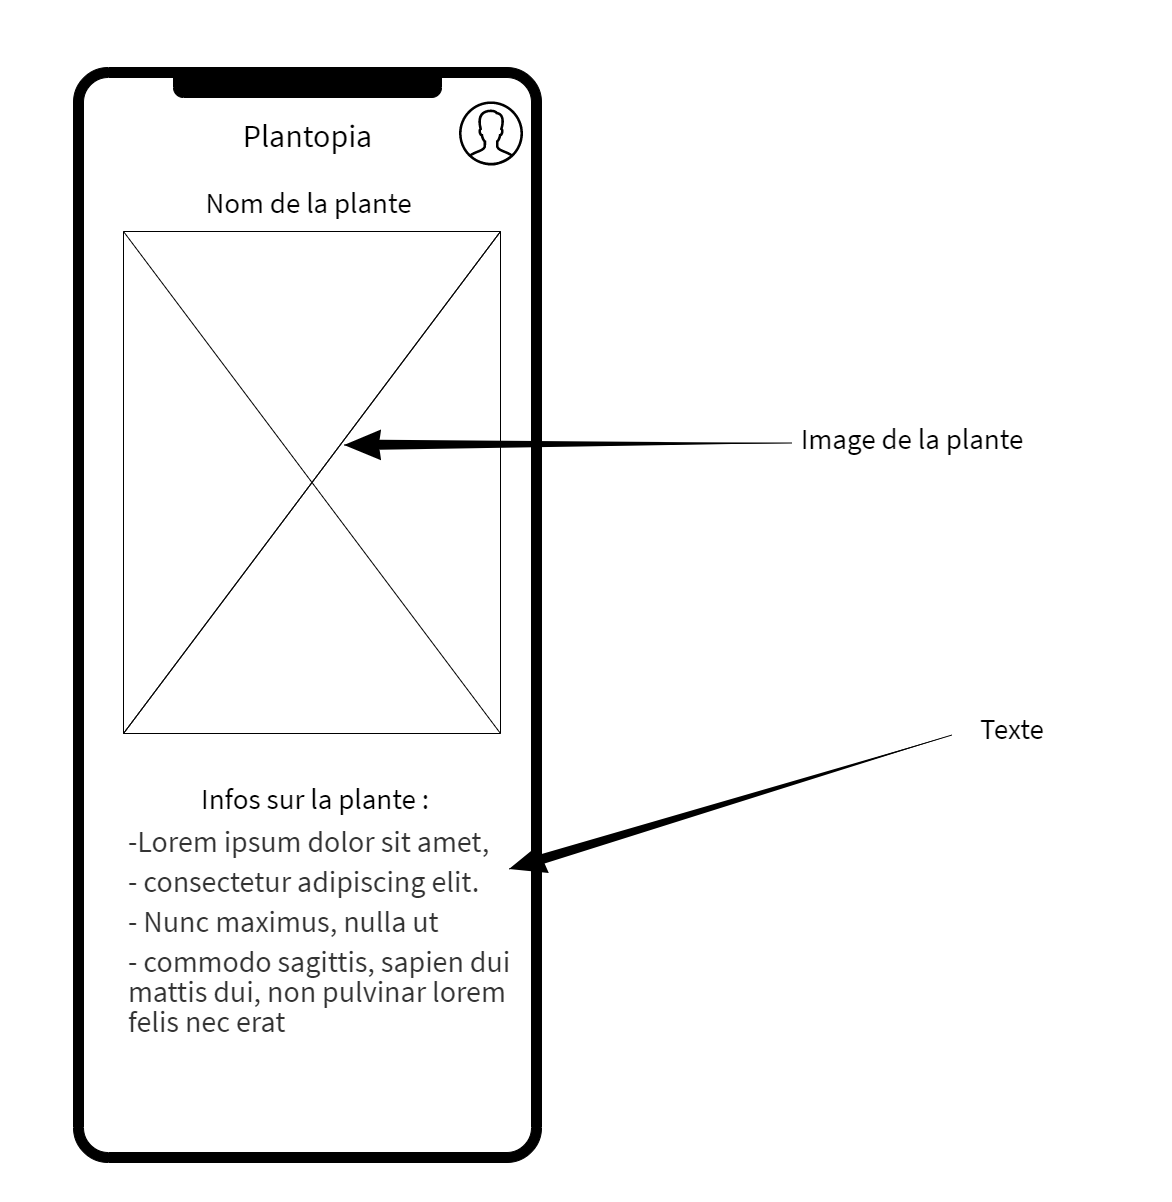 Plantopia
Nom de la plante
Image de la plante
Texte
Infos sur la plante :
-Lorem ipsum dolor sit amet,
- consectetur adipiscing elit.
- Nunc maximus, nulla ut
- commodo sagittis, sapien dui
mattis dui, non pulvinar lorem
felis nec erat